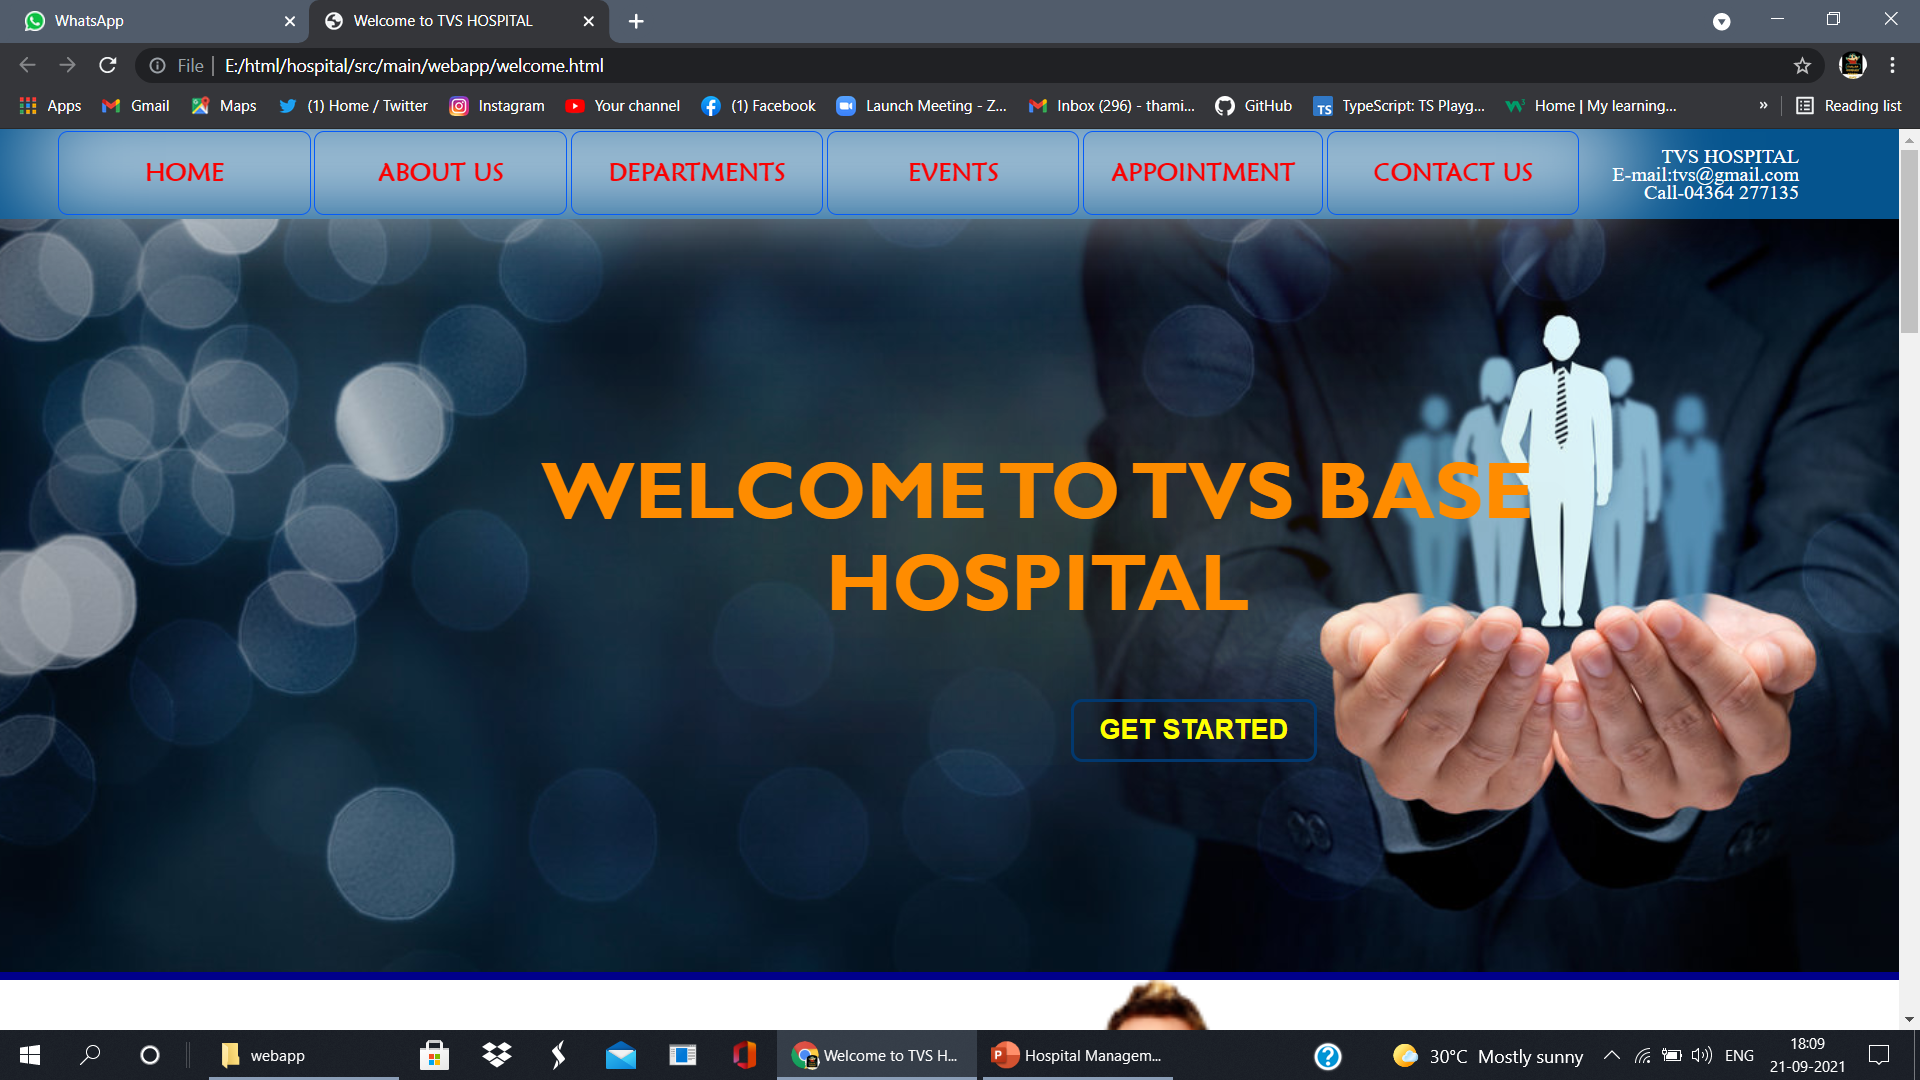 WhatsApp
Welcome to TVS HOSPITAL
File
E:/html/hospital/src/main/webapp/welcome.html
Apps
Gmail
Maps
(1) Home / Twitter
Instagram
Your channel
(1) Facebook
Launch Meeting - Z...
Inbox (296) - thami...
GitHub
TS
TypeScript: TS Playg...
Home | My learning...
»
Reading list
HOME
ABOUT US
DEPARTMENTS
EVENTS
APPOINTMENT
CONTACT US
TVS HOSPITAL
E-mail:tvs@gmail.com
Call-04364 277135
WELCOME TO TVS BASE
HOSPITAL
GET STARTED
webapp
Welcome to TVS H...
P
Hospital Managem...
?
30°C Mostly sunny
ENG
18:09
21-09-2021